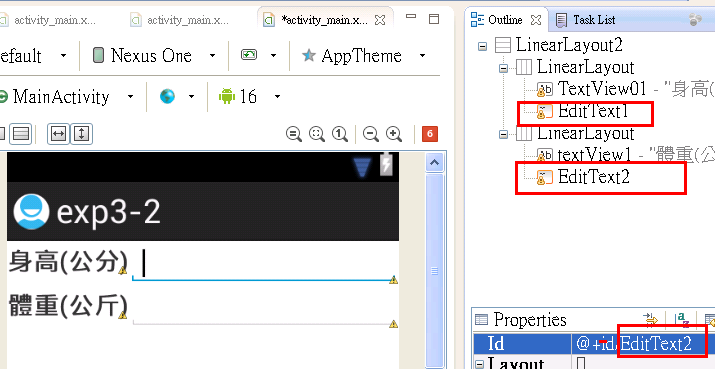 activity_main.x...
activity_main.x...
*activity_main.x...
efault
Nexus One
AppTheme
MainActivity
16
6
exp3-2
身高(公分)
體重(公斤)
Outline
Task List
LinearLayout2
LinearLayout
TextView01 - "身高(
EditText1
LinearLayout
textView1 - "體重(公
EditText2
Properties
Id
@+id/EditText2
Layout
[]